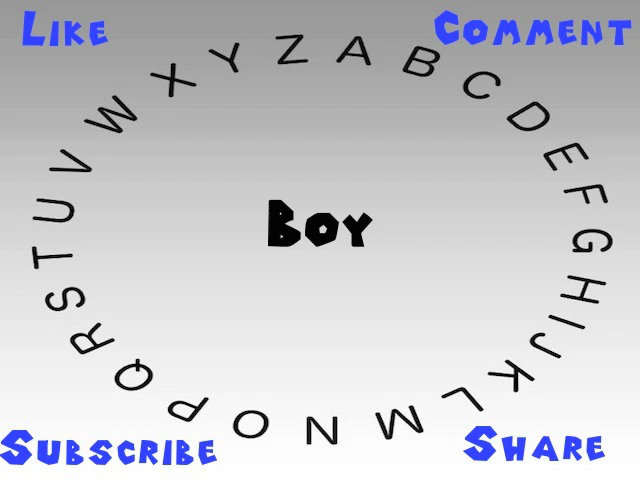 Like
Comment
A B C D E F G H I J K L M N O P Q R S T U V W X Y Z
Boy
Subscribe
Share